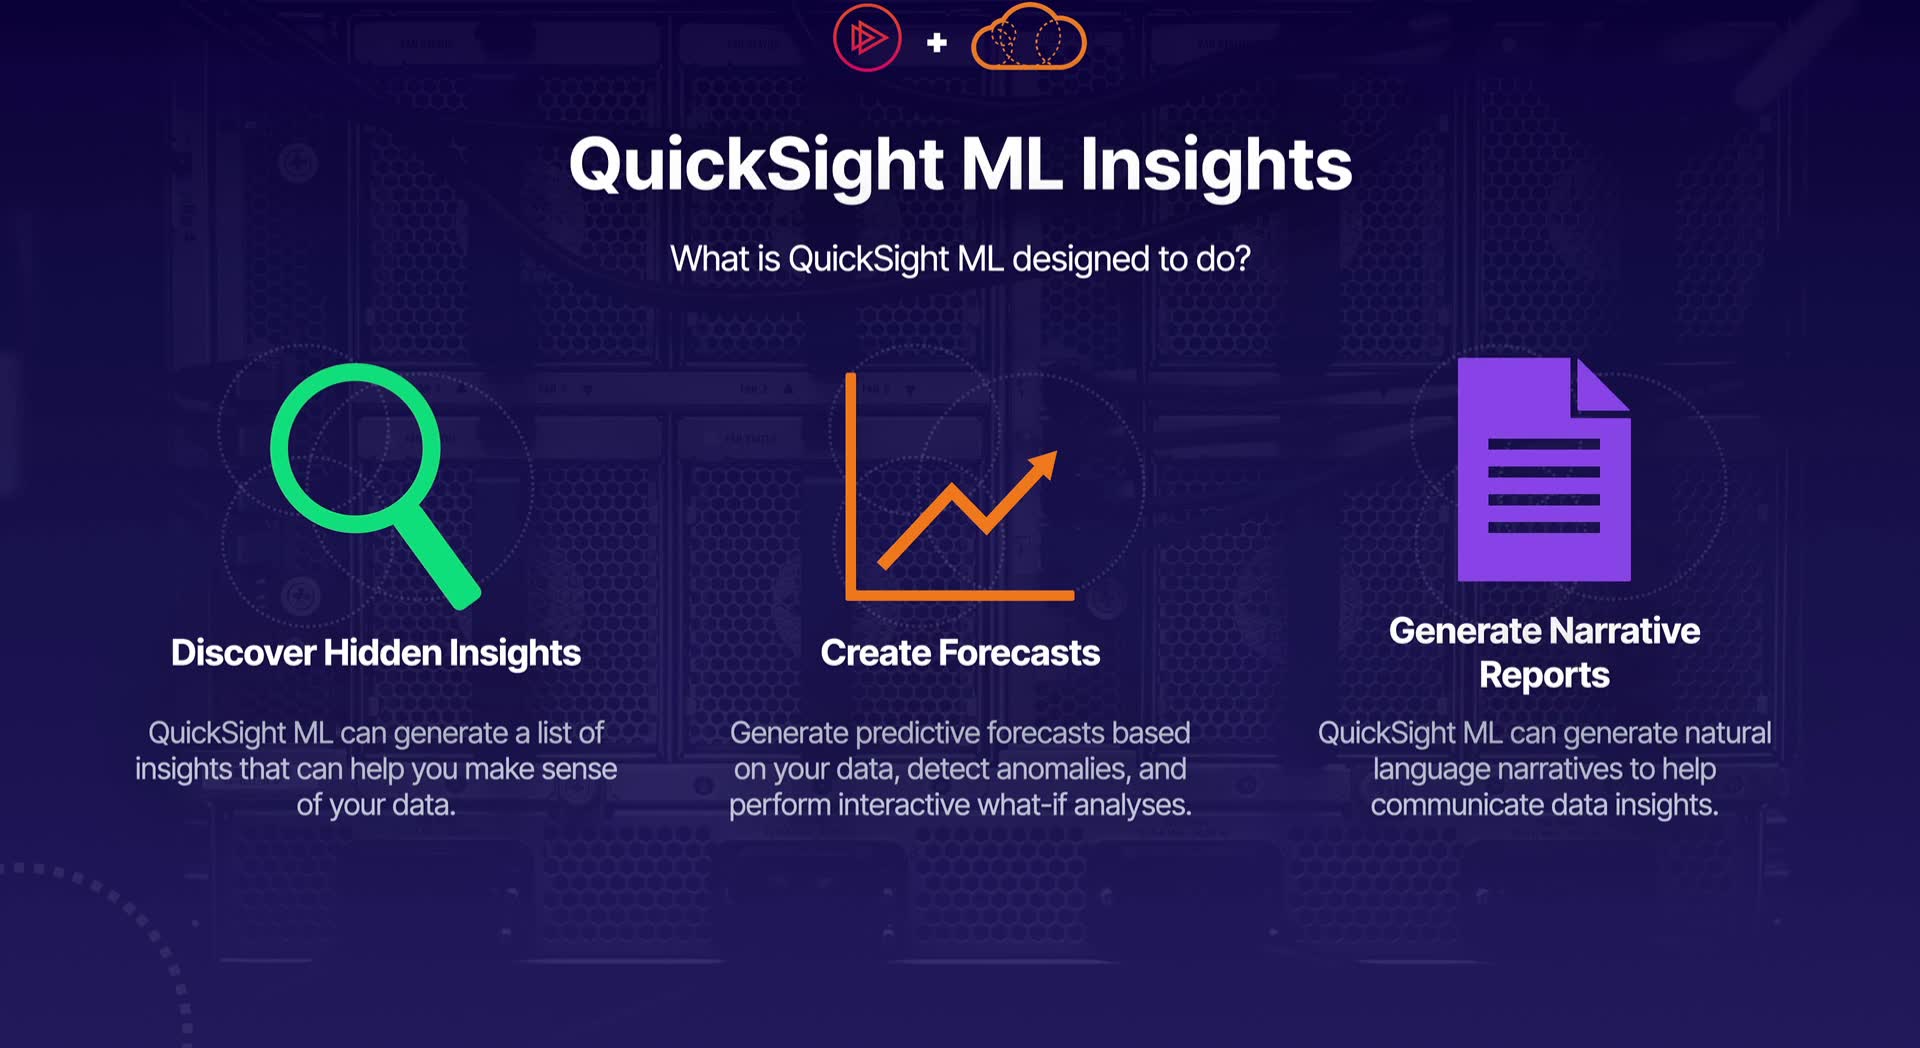 QuickSight ML Insights
What is QuickSight ML designed to do?
Discover Hidden Insights
QuickSight ML can generate a list of
insights that can help you make sense
of your data.
Create Forecasts
Generate predictive forecasts based
on your data, detect anomalies, and
perform interactive what-if analyses.
Generate Narrative
Reports
QuickSight ML can generate natural
language narratives to help
communicate data insights.